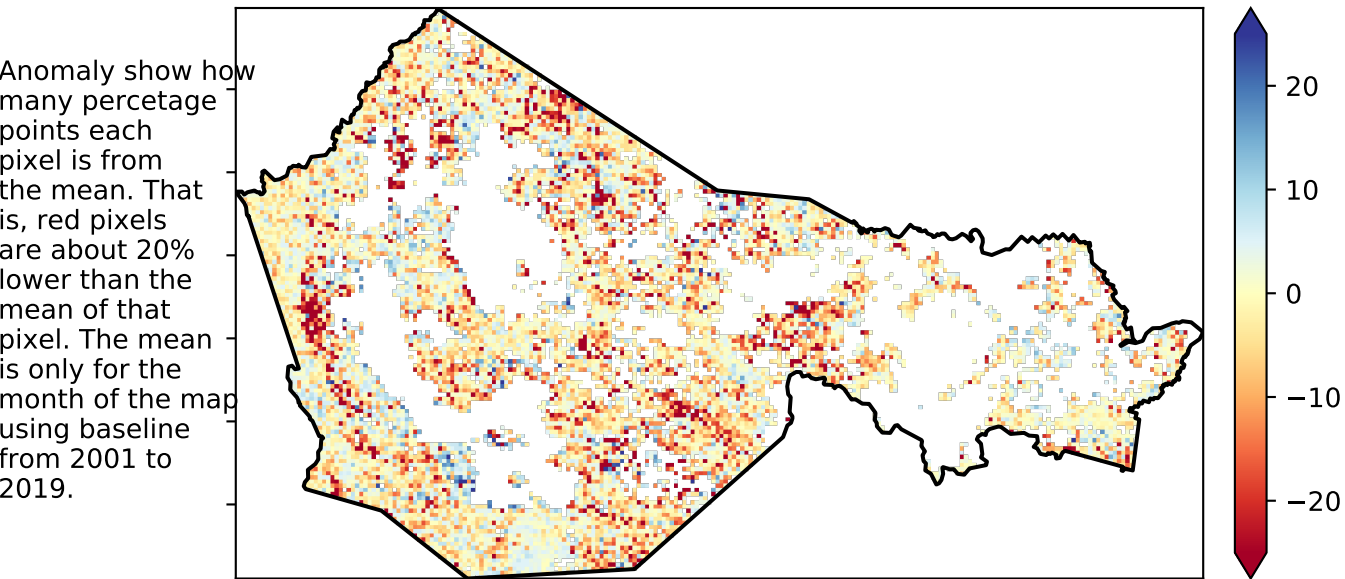 Anomaly show how
many percetage
points each
pixel is from
the mean. That
is, red pixels
are about 20%
lower than the
mean of that
pixel. The mean
is only for the
month of the map
using baseline
from 2001 to
2019.
20
10
0
−10
−20